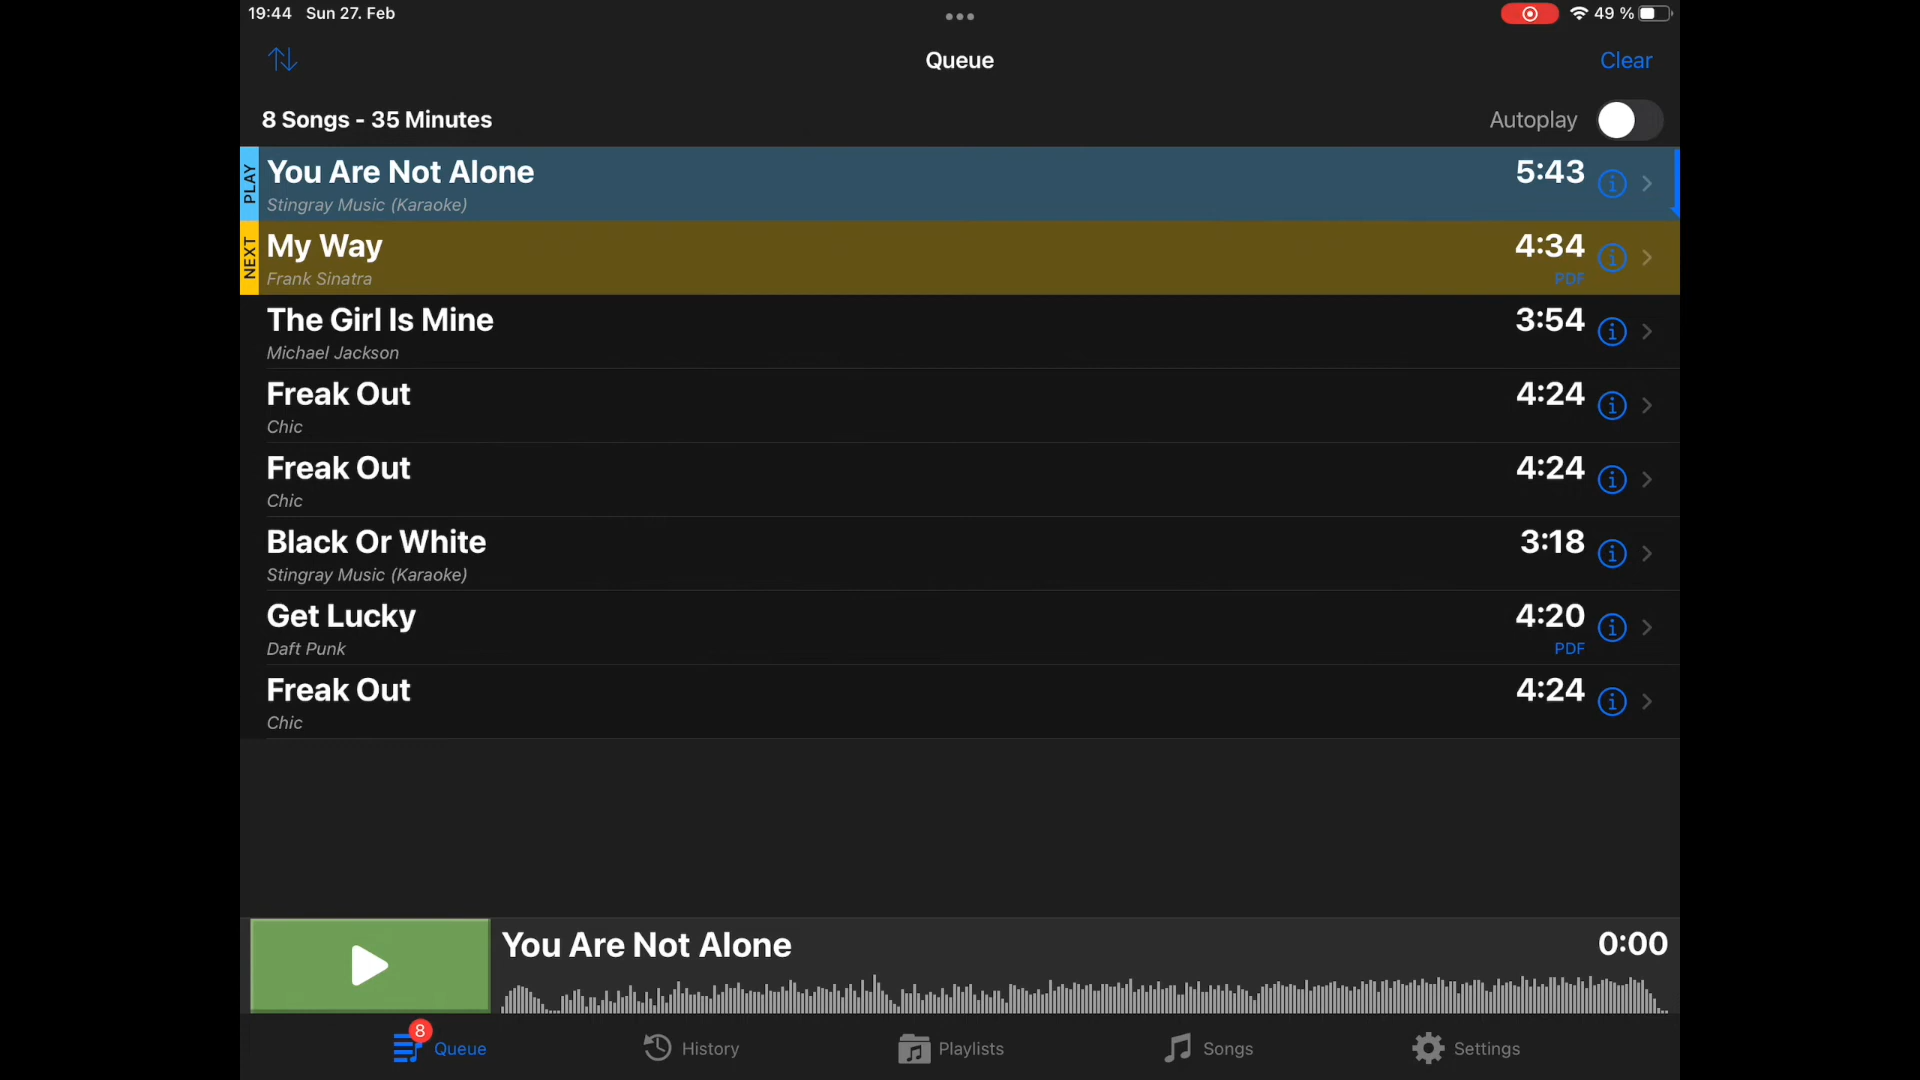 19:44 Sun 27. Feb
49 %
Queue
Clear
8 Songs - 35 Minutes
Autoplay
PLAY
You Are Not Alone
5:43
Stingray Music (Karaoke)
NEXT
My Way
4:34
Frank Sinatra
PDF
The Girl Is Mine
3:54
Michael Jackson
Freak Out
4:24
Chic
Freak Out
4:24
Chic
Black Or White
3:18
Stingray Music (Karaoke)
Get Lucky
4:20
Daft Punk
PDF
Freak Out
4:24
Chic
You Are Not Alone
0:00
8
Queue
History
Playlists
Songs
Settings